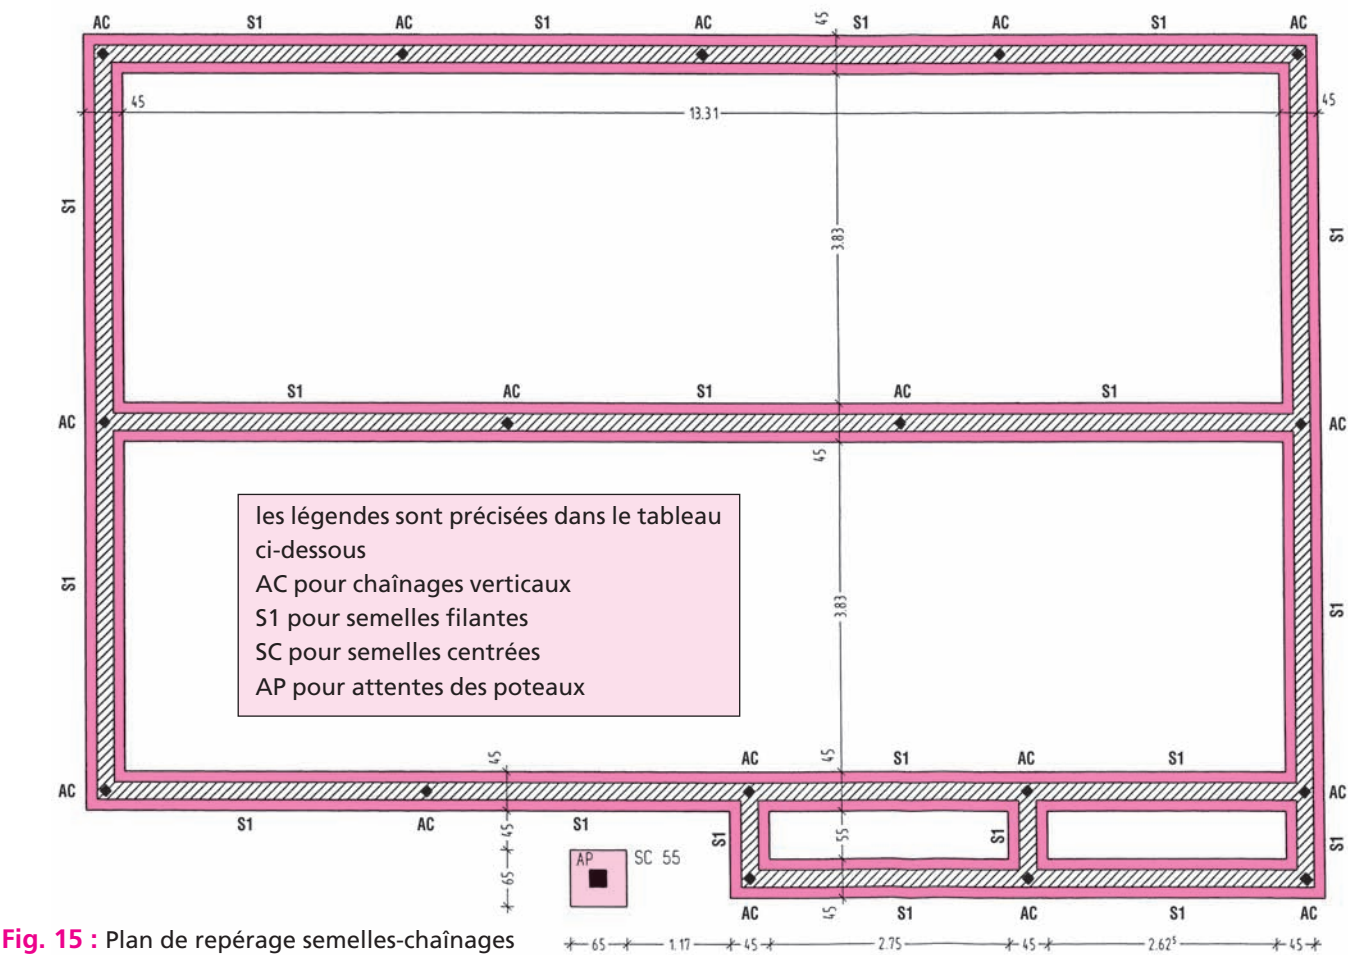 AC S1 AC S1 AC 45 S1 AC S1 AC
45 13.31 45
S1 3.83 S1
S1 AC S1 AC S1
AC AC
45
les légendes sont précisées dans le tableau
ci-dessous
AC pour chaînages verticaux
S1 pour semelles filantes
SC pour semelles centrées
AP pour attentes des poteaux
S1 3.83 S1
45 AC 45 S1 AC S1
AC AC
S1 AC 45 S1 S1 55 S1 S1
AP SC 55
65
AC 45 S1 AC S1 AC
Fig. 15 : Plan de repérage semelles-chaînages
65 1.17 45 2.75 45 2.62⁵ 45